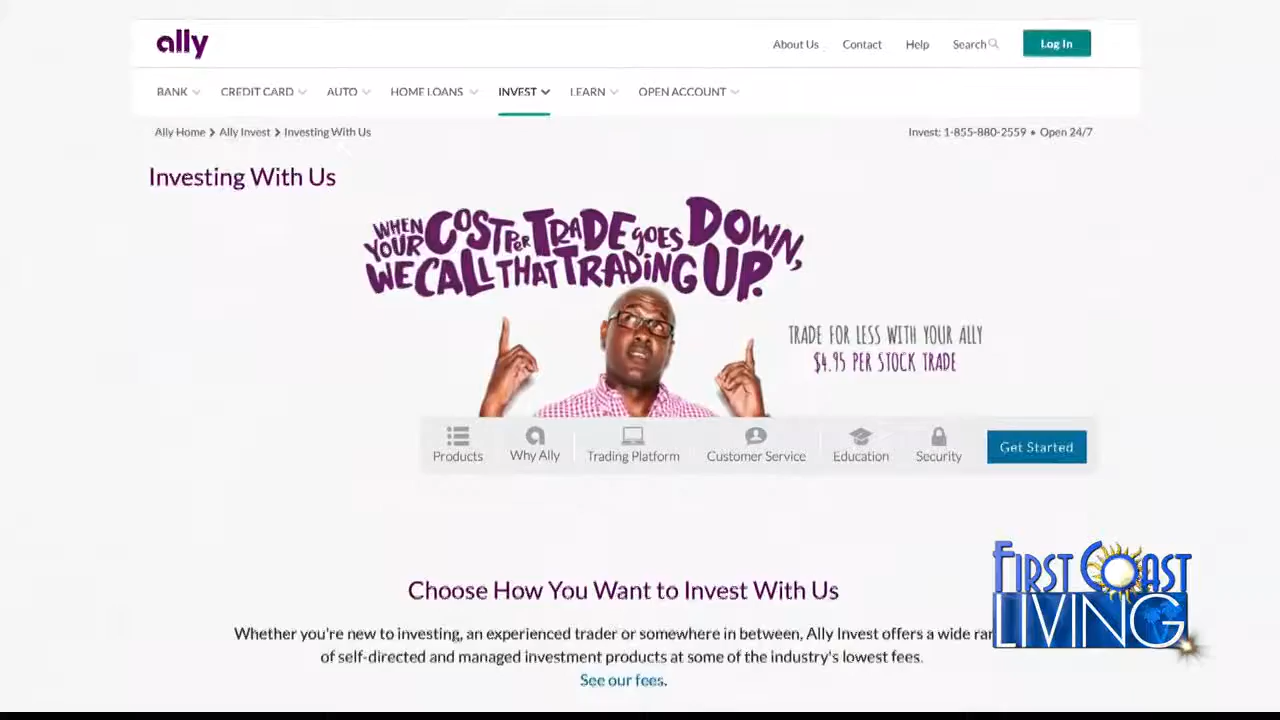 ally
About Us Contact Help Search Log In
BANK CREDIT CARD AUTO HOME LOANS INVEST LEARN OPEN ACCOUNT
Ally Home > Ally Invest > Investing With Us
Invest: 1-855-880-2559 • Open 24/7
Investing With Us
WHEN YOUR COST PER TRADE GOES DOWN,
WE CALL THAT TRADING UP.
TRADE FOR LESS WITH YOUR ALLY
$4.95 PER STOCK TRADE
Products Why Ally Trading Platform Customer Service Education Security Get Started
Choose How You Want to Invest With Us
Whether you're new to investing, an experienced trader or somewhere in between, Ally Invest offers a wide
of self-directed and managed investment products at some of the industry's lowest fees.
See our fees.
FIRST COAST
LIVING